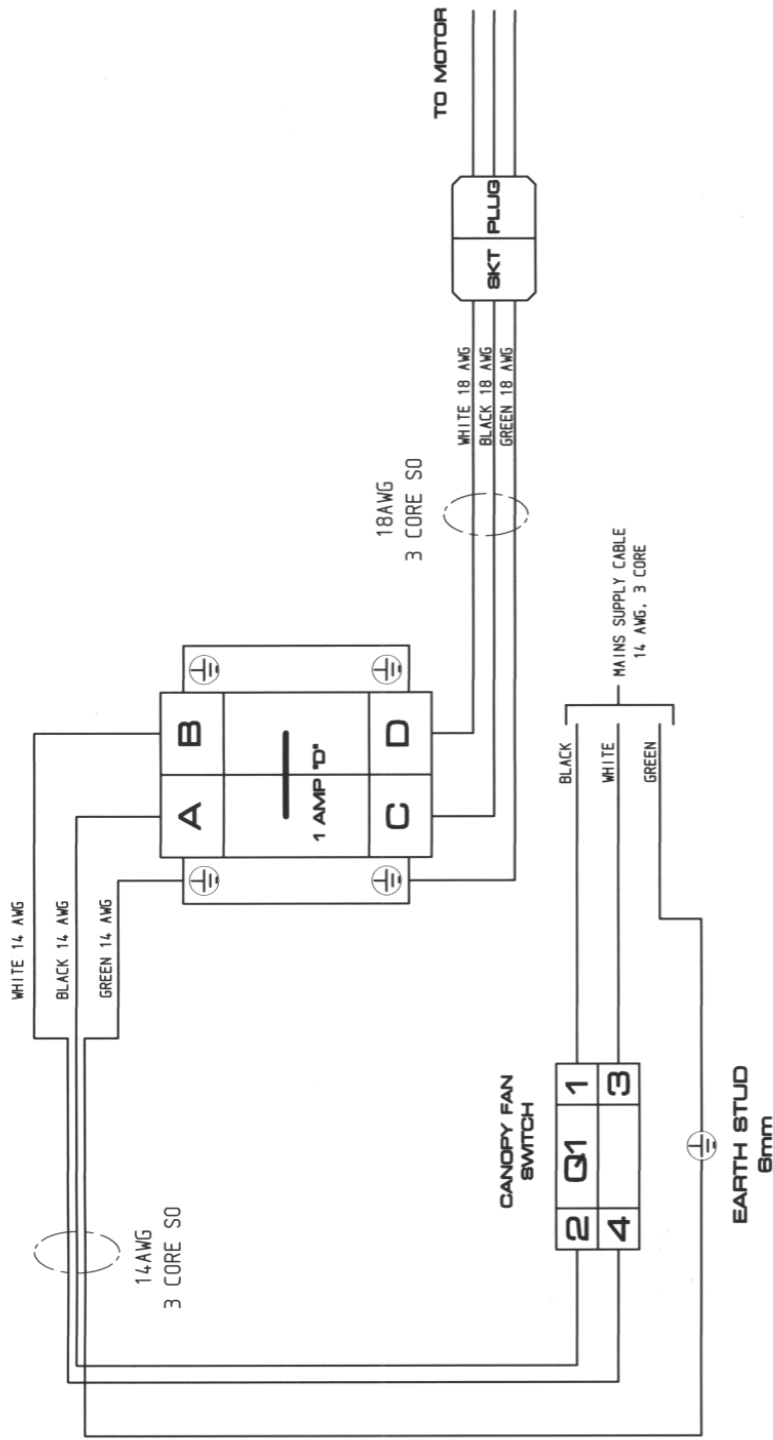 WHITE 14 AWG
BLACK 14 AWG
GREEN 14 AWG
14AWG
3 CORE SO
B
A
1 AMP "D"
D
C
18AWG
3 CORE SO
WHITE 18 AWG
BLACK 18 AWG
GREEN 18 AWG
SKT
PLUG
TO MOTOR
CANOPY FAN
SWITCH
2
Q1
1
4
3
BLACK
WHITE
GREEN
MAINS SUPPLY CABLE
14 AWG, 3 CORE
EARTH STUD
6mm